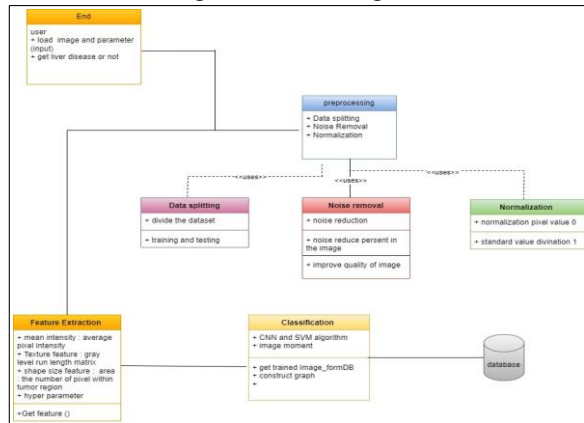 End
user
+ load image and parameter
(input)
+ get liver disease or not
preprocessing
+ Data splitting
+ Noise Removal
+ Normalization
<<uses>>
<<uses>>
<<uses>>
Data splitting
+ divide the dataset
+ training and testing
Noise removal
+ noise reduction
+ noise reduce persent in
the image
+ improve quality of image
Normalization
+ normalization pixel value 0
+ standard value divination 1
Feature Extraction
+ mean intensity : average
pixel intensity
+ Texture feature : gray
level run length matrix
+ shape size feature : area
: the number of pixel within
tumor region
+ hyper parameter
+Get feature ()
Classification
+ CNN and SVM algorithm
+ image moment
+ get trained Image_formDB
+ construct graph
+
database